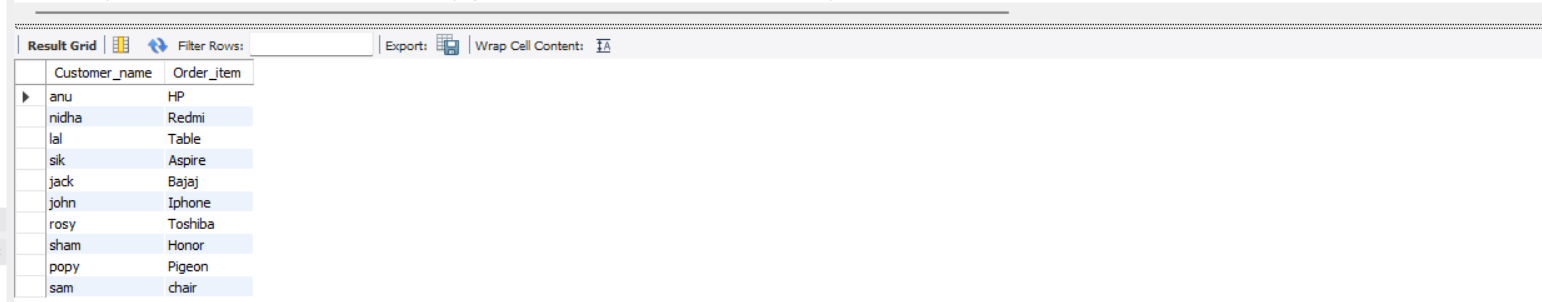 Result Grid Filter Rows: Export: Wrap Cell Content: IA
Customer_name Order_item
anu HP
nidha Redmi
lal Table
sik Aspire
jack Bajaj
john Iphone
rosy Toshiba
sham Honor
popy Pigeon
sam chair